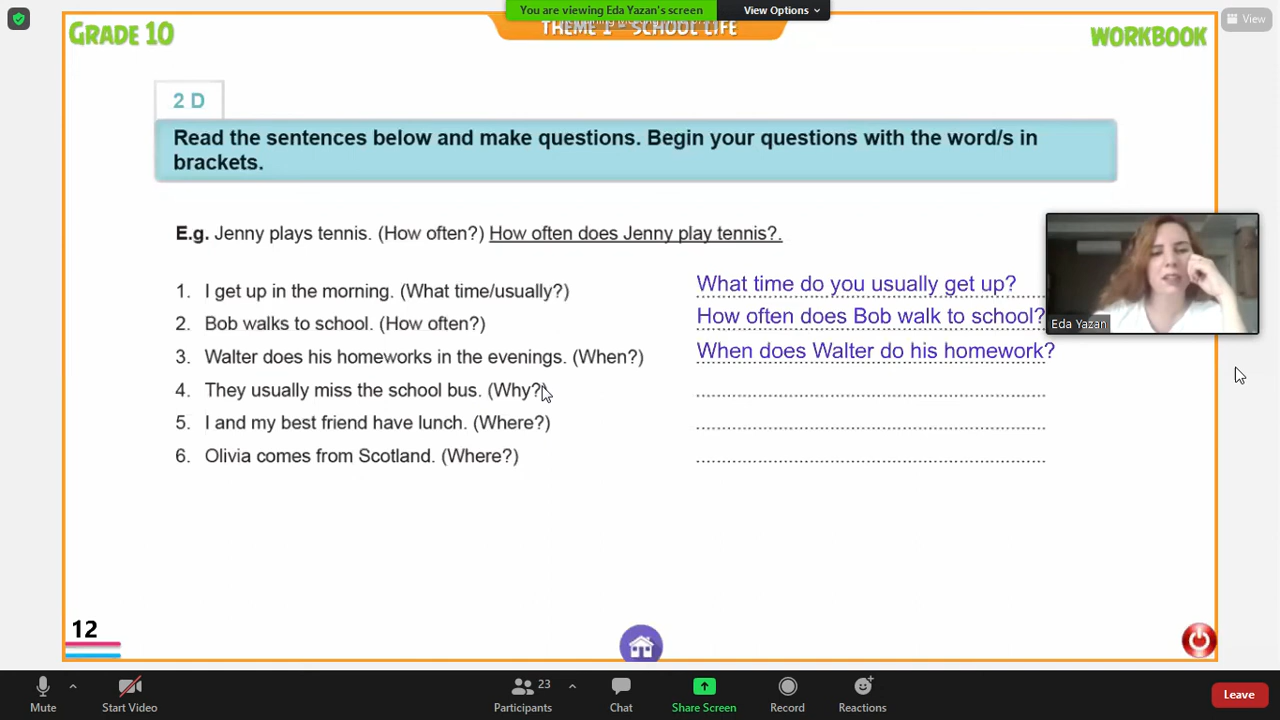 You are viewing Eda Yazan's screen
View Options
View
GRADE 10
THEME 1 - SCHOOL LIFE
WORKBOOK
2 D
Read the sentences below and make questions. Begin your questions with the word/s in
brackets.
E.g. Jenny plays tennis. (How often?) How often does Jenny play tennis?.
1. I get up in the morning. (What time/usually?)
What time do you usually get up?
2. Bob walks to school. (How often?)
How often does Bob walk to school?
3. Walter does his homeworks in the evenings. (When?)
When does Walter do his homework?
4. They usually miss the school bus. (Why?)
5. I and my best friend have lunch. (Where?)
6. Olivia comes from Scotland. (Where?)
Eda Yazan
12
Mute
Start Video
23
Participants
Chat
Share Screen
Record
Reactions
Leave